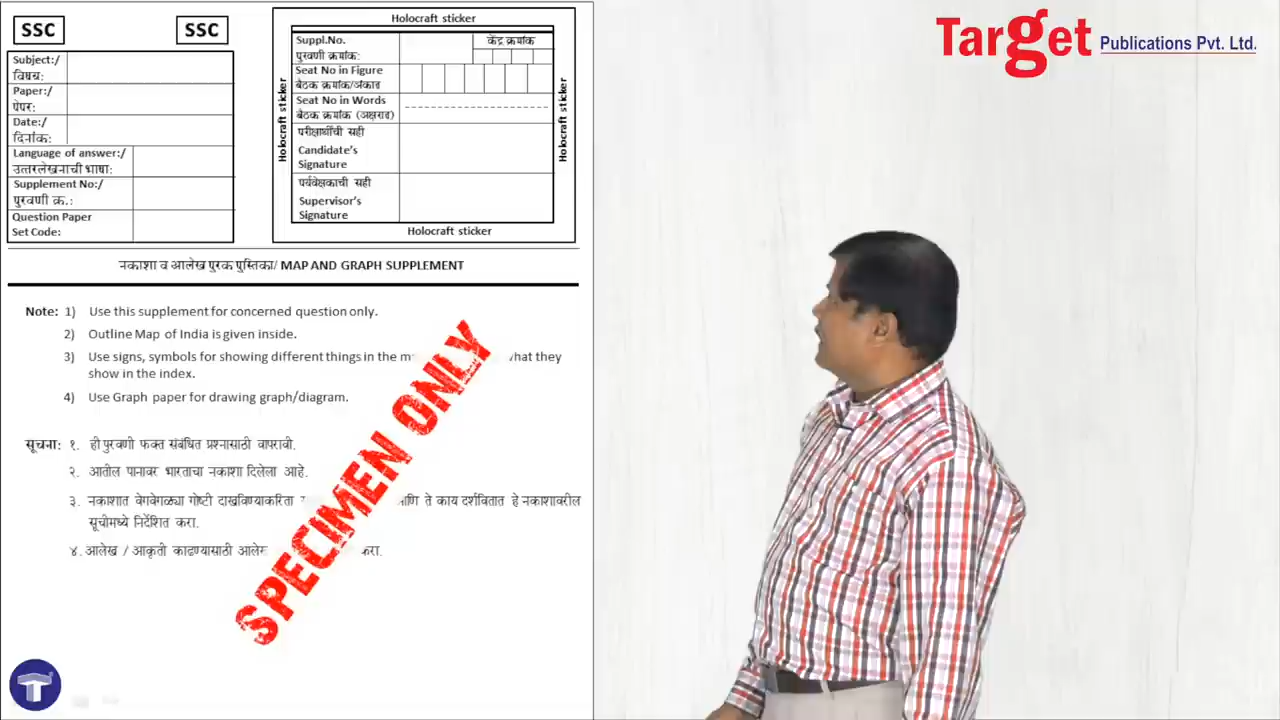 SSC
SSC
Subject:/
विषय:
Paper:/
पेपर:
Date:/
दिनांक:
Language of answer:/
उत्तरलेखनाची भाषा:
Supplement No:/
पुरवणी क्र.:
Question Paper
Set Code:
Holocraft sticker
Holocraft sticker
Holocraft sticker
Suppl.No.
केंद्र क्रमांक
पुरवणी क्रमांक:
Seat No in Figure
बैठक क्रमांक/अंकात
Seat No in Words
बैठक क्रमांक (अक्षरात)
परीक्षार्थीची सही
Candidate's
Signature
पर्यवेक्षकाची सही
Supervisor's
Signature
Holocraft sticker
Target Publications Pvt. Ltd.
नकाशा व आलेख पुरक पुस्तिका/ MAP AND GRAPH SUPPLEMENT
Note: 1) Use this supplement for concerned question only.
2) Outline Map of India is given inside.
3) Use signs, symbols for showing different things in the what they
show in the index.
4) Use Graph paper for drawing graph/diagram.
सूचना: १. ही पुरवणी फक्त संबंधित प्रश्नासाठी वापरावी.
२. आतील पानावर भारताचा नकाशा दिलेला आहे.
३. नकाशात वेगवेगळ्या गोष्टी दाखविण्याकरिता आणि ते काय दर्शवितात हे नकाशावरील
सूचीमध्ये निर्देशित करा.
४. आलेख / आकृती काढण्यासाठी करा.
SPECIMEN ONLY